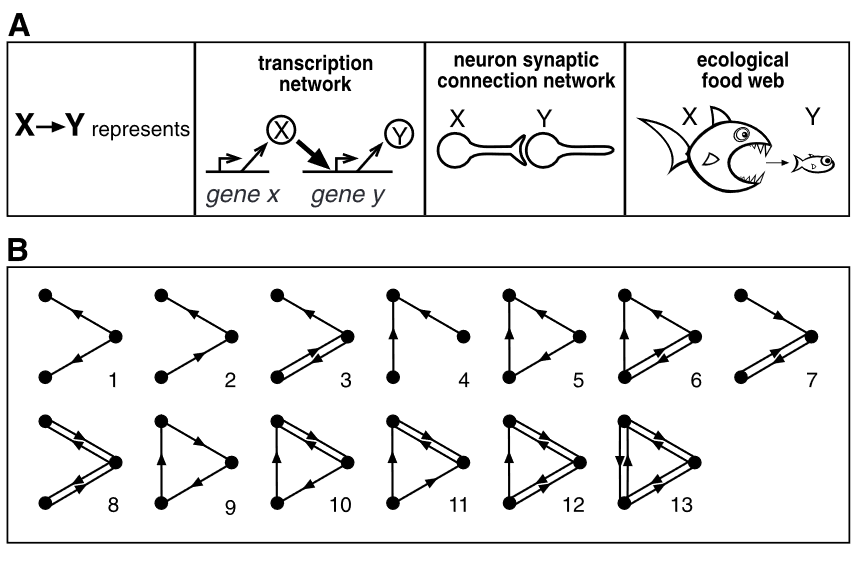 A
X→Y represents
transcription
network
X
Y
gene x
gene y
neuron synaptic
connection network
X
Y
ecological
food web
X
Y
B
1
2
3
4
5
6
7
8
9
10
11
12
13